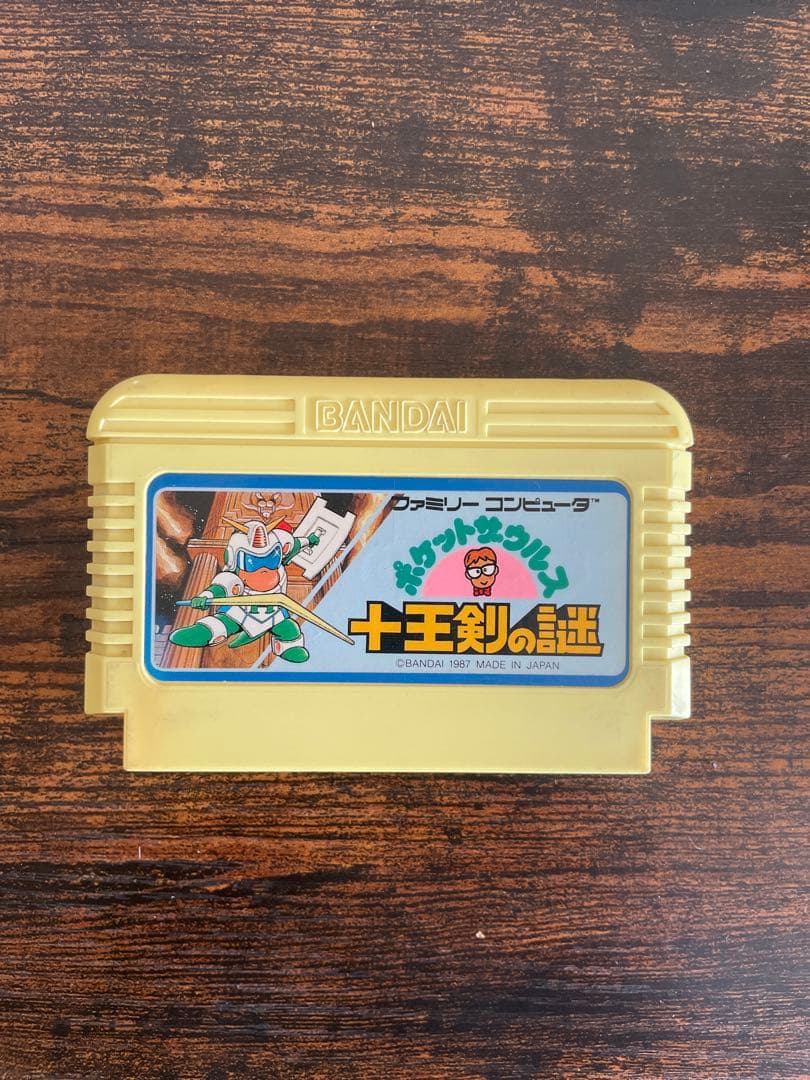 BANDAI
ファミリー コンピュータ™
ポケットザウルス
十王剣の謎
©BANDAI 1987 MADE IN JAPAN